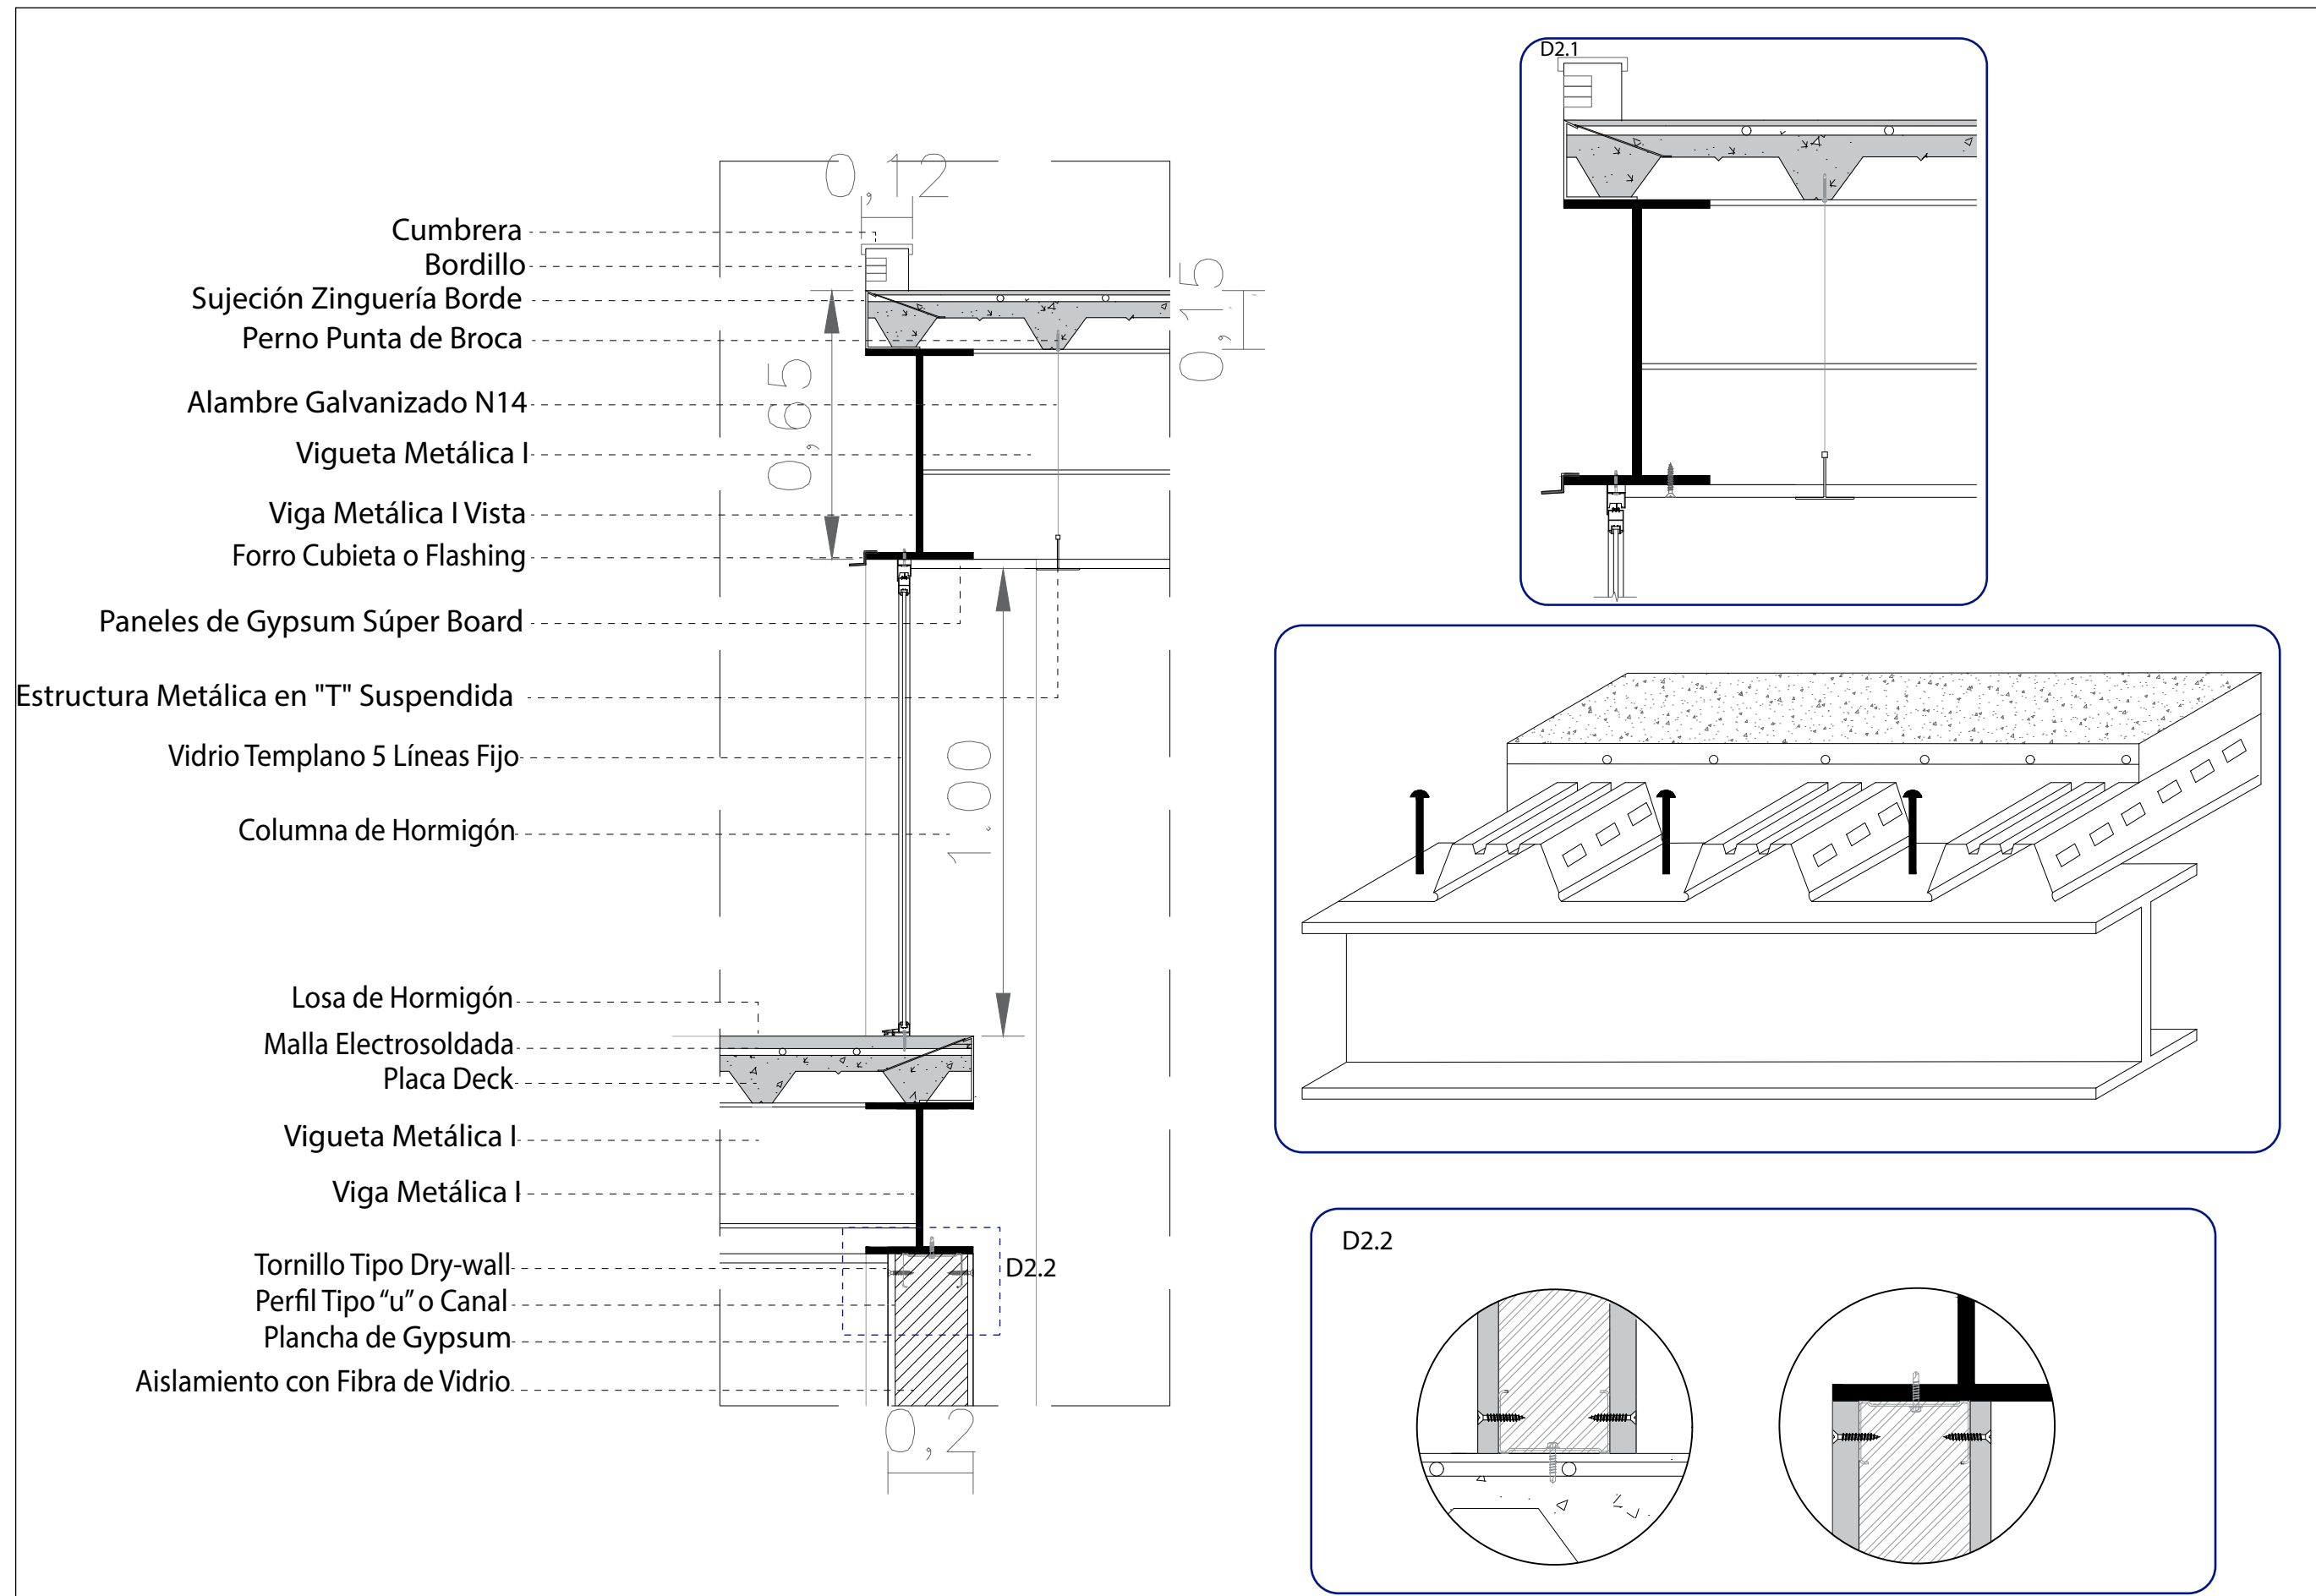 D2.1
0,12
Cumbrera
Bordillo
Sujeción Zinguería Borde
Perno Punta de Broca
0,15
0,65
Alambre Galvanizado N14
Vigueta Metálica I
Viga Metálica I Vista
Forro Cubieta o Flashing
Paneles de Gypsum Súper Board
Estructura Metálica en "T" Suspendida
Vidrio Templano 5 Líneas Fijo
1.00
Columna de Hormigón
Losa de Hormigón
Malla Electrosoldada
Placa Deck
Vigueta Metálica I
Viga Metálica I
Tornillo Tipo Dry-wall
D2.2
Perfil Tipo “u” o Canal
Plancha de Gypsum
Aislamiento con Fibra de Vidrio
0,2
D2.2